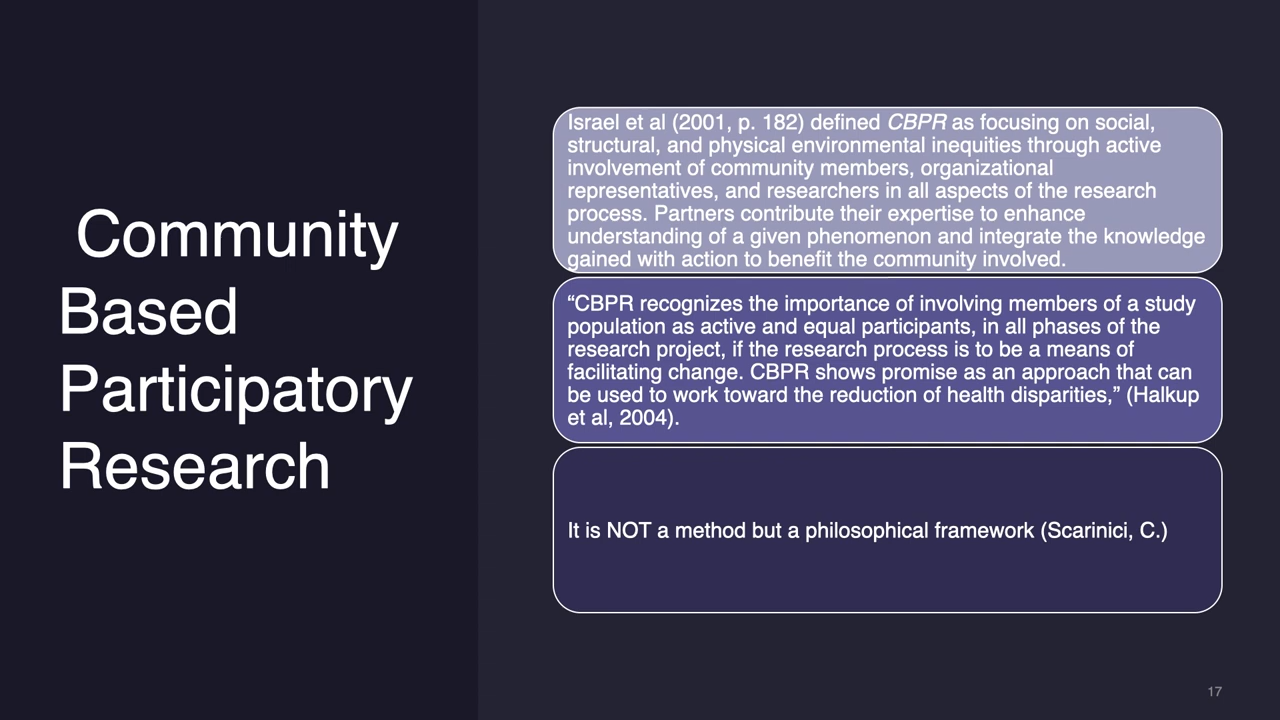 Community
Based
Participatory
Research
Israel et al (2001, p. 182) defined CBPR as focusing on social,
structural, and physical environmental inequities through active
involvement of community members, organizational
representatives, and researchers in all aspects of the research
process. Partners contribute their expertise to enhance
understanding of a given phenomenon and integrate the knowledge
gained with action to benefit the community involved.
“CBPR recognizes the importance of involving members of a study
population as active and equal participants, in all phases of the
research project, if the research process is to be a means of
facilitating change. CBPR shows promise as an approach that can
be used to work toward the reduction of health disparities,” (Halkup
et al, 2004).
It is NOT a method but a philosophical framework (Scarinici, C.)
17